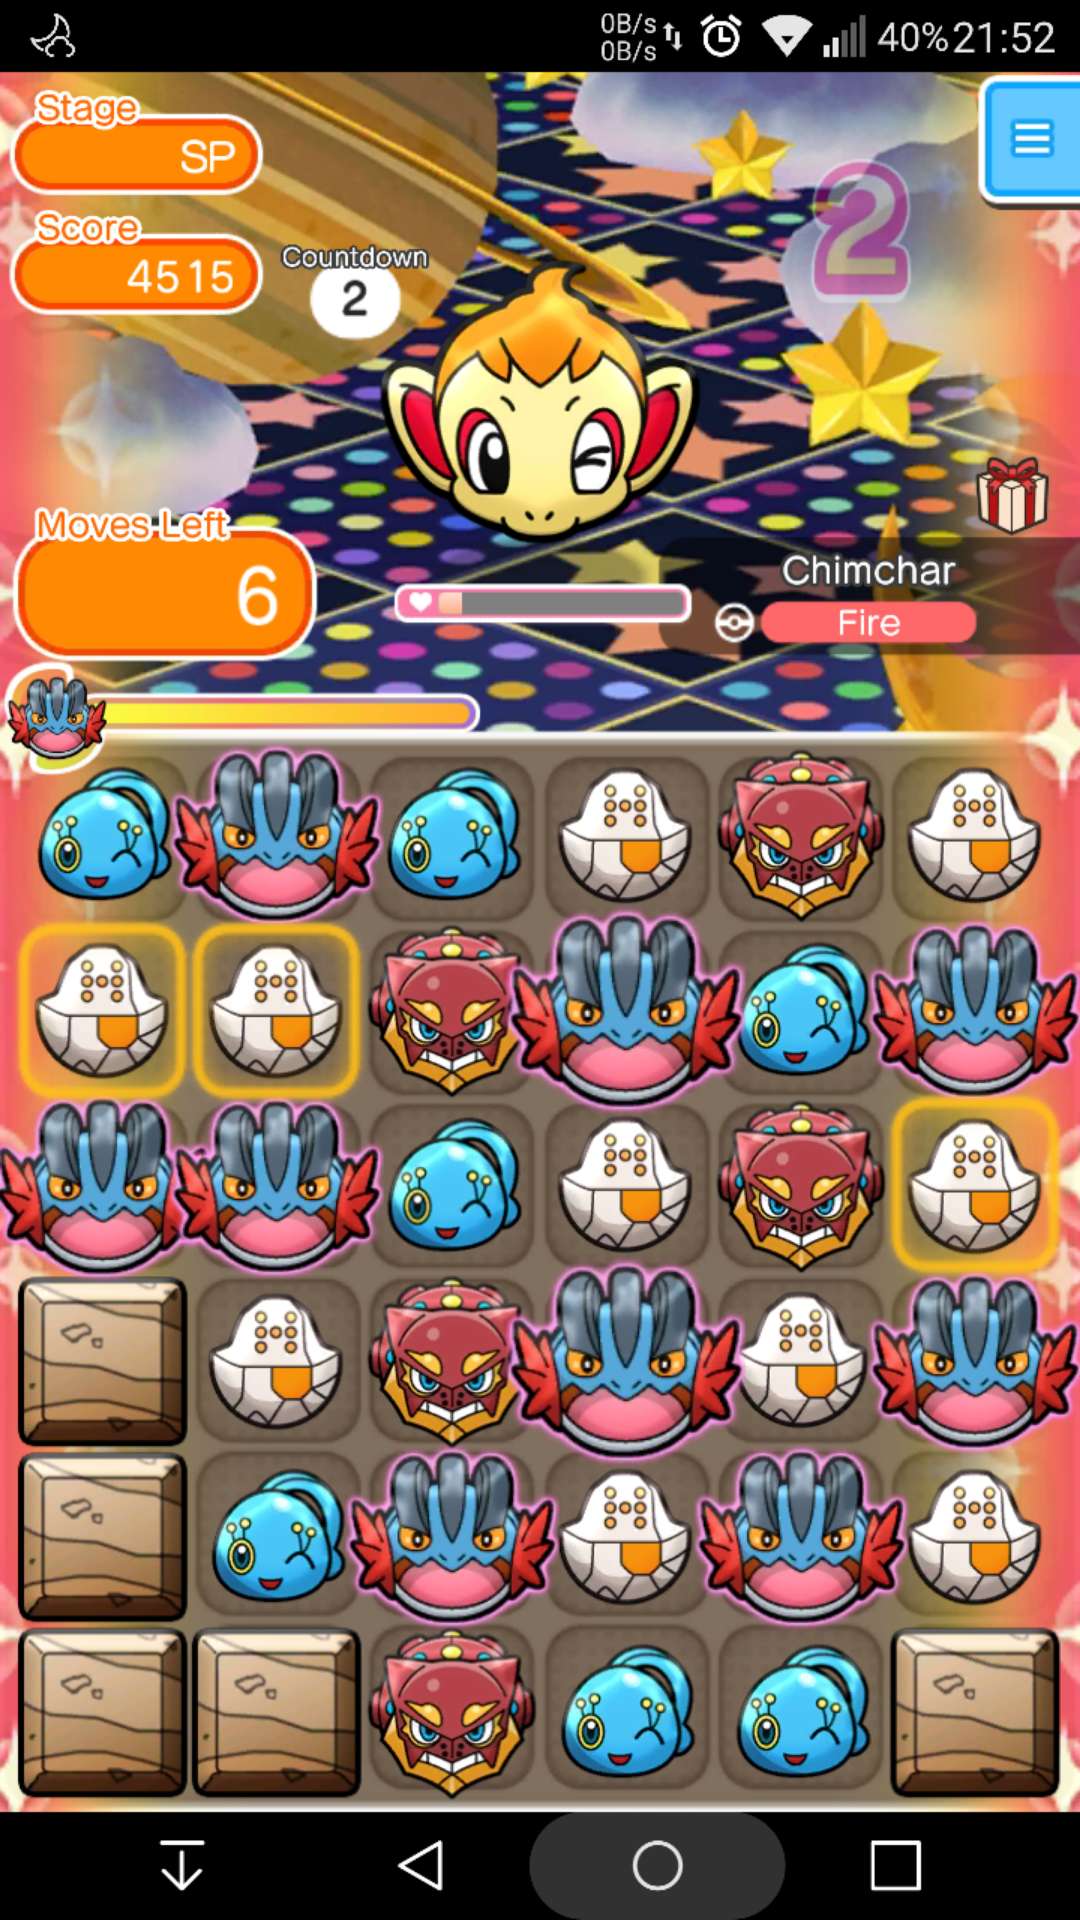 0B/s
0B/s
40% 21:52
Stage
SP
2
Score
4515
Countdown
2
Moves Left
6
Chimchar
Fire